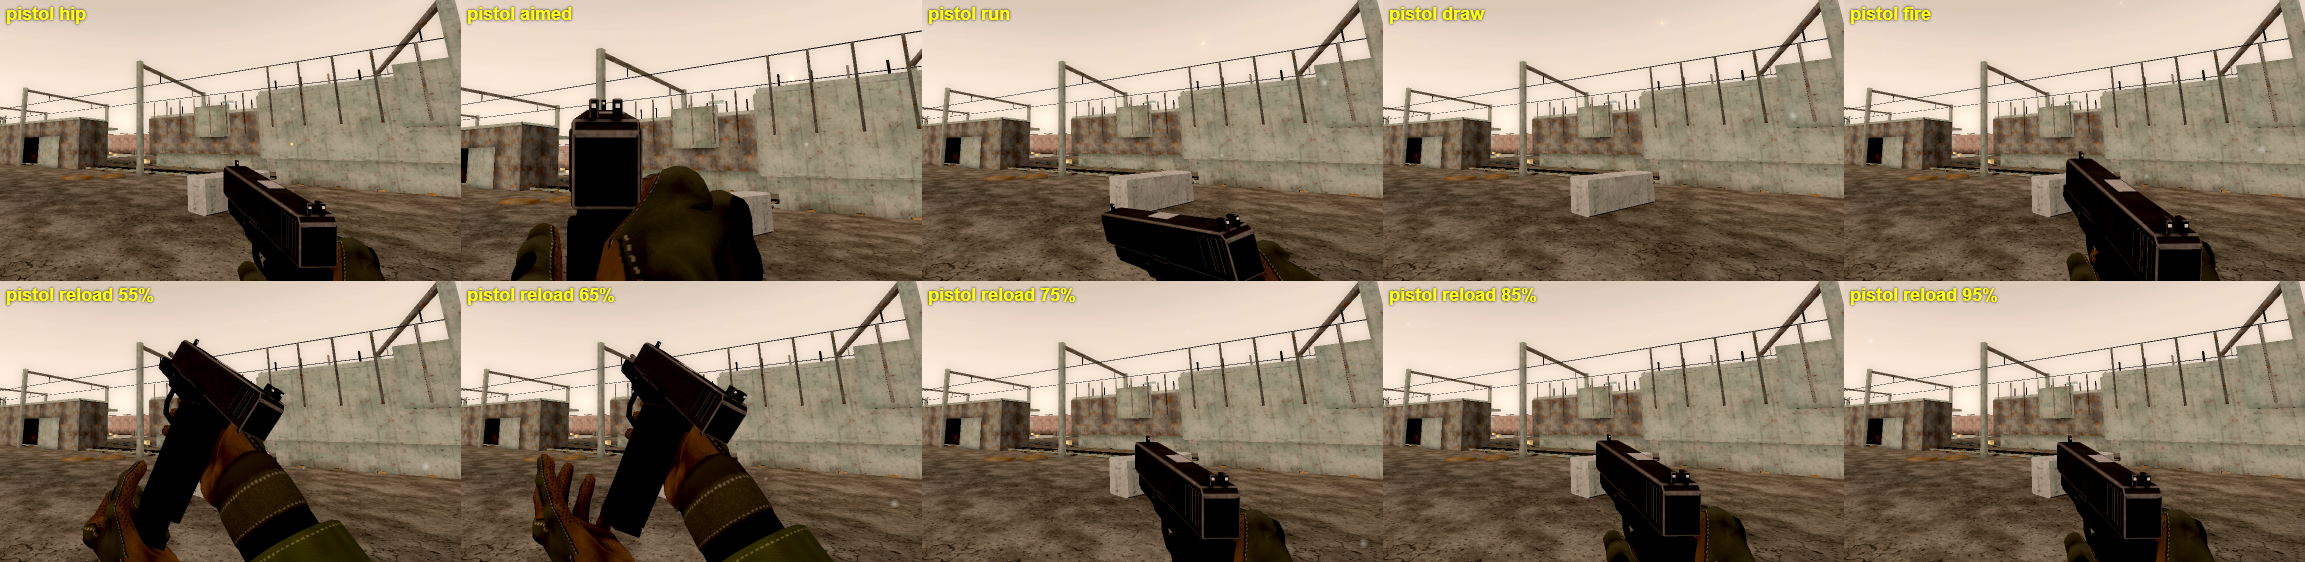 pistol hip
pistol aimed
pistol run
pistol draw
pistol fire
pistol reload 55%
pistol reload 65%
pistol reload 75%
pistol reload 85%
pistol reload 95%